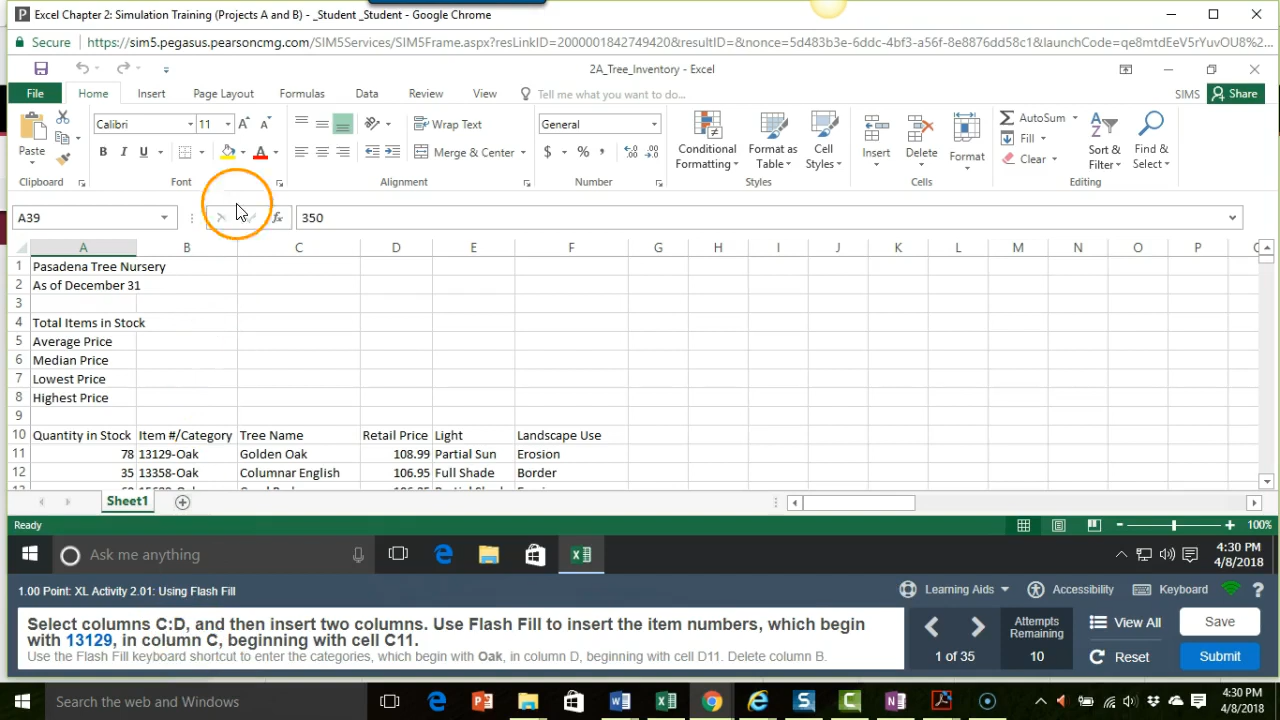 Excel Chapter 2: Simulation Training (Projects A and B) - _Student _Student - Google Chrome
Secure https://sim5.pegasus.pearsoncmg.com/SIM5Services/SIM5Frame.aspx?resLinkID=2000001842749420&resultID=&nonce=5d483b3e-6ddc-4bf3-a56f-8e8876dd58c1&launchCode=qe8mtdEeV5rYuvOU8%2...
2A_Tree_Inventory - Excel
File Home Insert Page Layout Formulas Data Review View Tell me what you want to do... SIMS Share
Paste Calibri 11 A A Wrap Text General Conditional Formatting Format as Table Cell Styles Insert Delete Format AutoSum Sort & Filter Find & Select
B I U A Merge & Center $ % , Fill Clear
Clipboard Font Alignment Number Styles Cells Editing
A39 fx 350
A B C D E F G H I J K L M N O P
1 Pasadena Tree Nursery
2 As of December 31
3
4 Total Items in Stock
5 Average Price
6 Median Price
7 Lowest Price
8 Highest Price
9
10 Quantity in Stock Item #/Category Tree Name Retail Price Light Landscape Use
11 78 13129-Oak Golden Oak 108.99 Partial Sun Erosion
12 35 13358-Oak Columnar English 106.95 Full Shade Border
Sheet1
Ready 100%
Ask me anything 4:30 PM
4/8/2018
1.00 Point: XL Activity 2.01: Using Flash Fill Learning Aids Accessibility Keyboard ?
Select columns C:D, and then insert two columns. Use Flash Fill to insert the item numbers, which begin
with 13129, in column C, beginning with cell C11.
Use the Flash Fill keyboard shortcut to enter the categories, which begin with Oak, in column D, beginning with cell D11. Delete column B.
1 of 35
Attempts
Remaining
10
View All Save
Reset Submit
Search the web and Windows 4:30 PM
4/8/2018